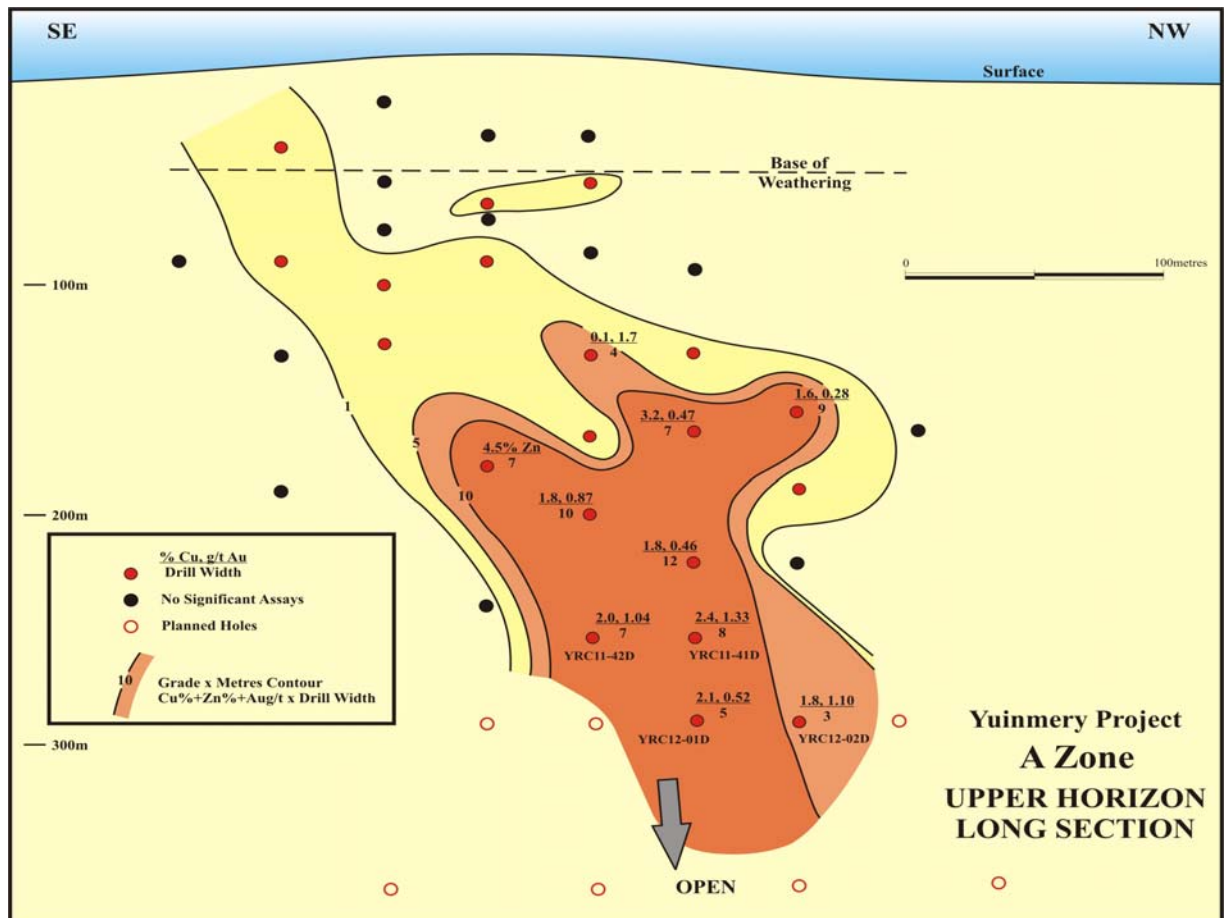 SE
NW
Surface
Base of
Weathering
0
100metres
100m
0.1, 1.7
4
1.6, 0.28
9
1
3.2, 0.47
7
5
4.5% Zn
7
10
1.8, 0.87
10
200m
1.8, 0.46
12
% Cu, g/t Au
Drill Width
No Significant Assays
Planned Holes
10
Grade x Metres Contour
Cu%+Zn%+Aug/t x Drill Width
2.0, 1.04
7
YRC11-42D
2.4, 1.33
8
YRC11-41D
2.1, 0.52
5
YRC12-01D
1.8, 1.10
3
YRC12-02D
300m
Yuinmery Project
A Zone
UPPER HORIZON
LONG SECTION
OPEN